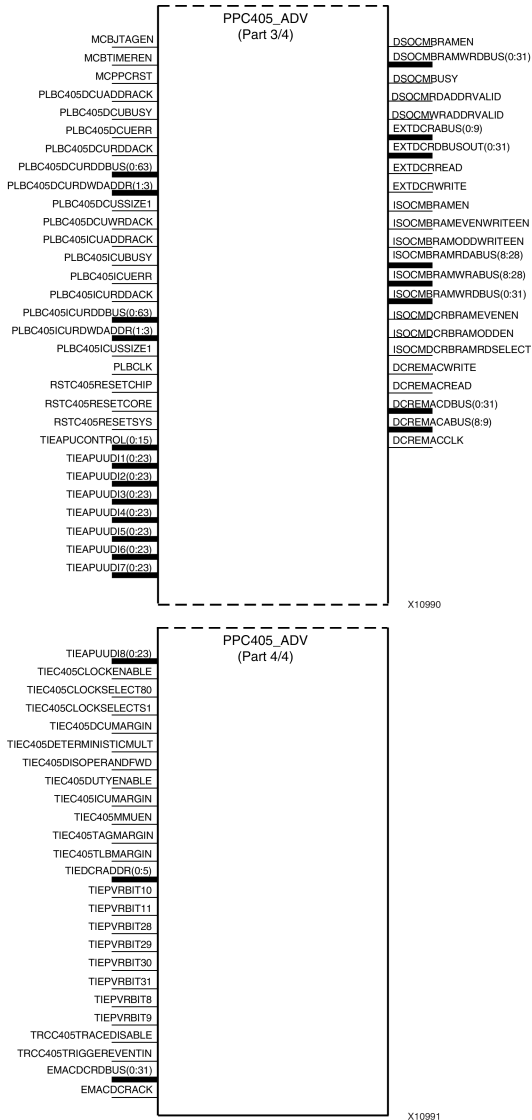 PPC405_ADV
(Part 3/4)
MCBJTAGEN
MCBTIMEREN
MCPPCRST
PLBC405DCUADDRACK
PLBC405DCUBUSY
PLBC405DCUERR
PLBC405DCURDDACK
PLBC405DCURDDBUS(0:63)
PLBC405DCURDWDADDR(1:3)
PLBC405DCUSSIZE1
PLBC405DCUWRDACK
PLBC405ICUADDRACK
PLBC405ICUBUSY
PLBC405ICUERR
PLBC405ICURDDACK
PLBC405ICURDDBUS(0:63)
PLBC405ICURDWDADDR(1:3)
PLBC405ICUSSIZE1
PLBCLK
RSTC405RESETCHIP
RSTC405RESETCORE
RSTC405RESETSYS
TIEAPUCONTROL(0:15)
TIEAPUUDI1(0:23)
TIEAPUUDI2(0:23)
TIEAPUUDI3(0:23)
TIEAPUUDI4(0:23)
TIEAPUUDI5(0:23)
TIEAPUUDI6(0:23)
TIEAPUUDI7(0:23)
DSOCMBRAMEN
DSOCMBRAMWRDBUS(0:31)
DSOCMBUSY
DSOCMRDADDRVALID
DSOCMWRADDRVALID
EXTDCRABUS(0:9)
EXTDCRDBUSOUT(0:31)
EXTDCRREAD
EXTDCRWRITE
ISOCMBRAMEN
ISOCMBRAMEVENWRITEEN
ISOCMBRAMODDWRITEEN
ISOCMBRAMRDABUS(8:28)
ISOCMBRAMWRABUS(8:28)
ISOCMBRAMWRDBUS(0:31)
ISOCMDCRBRAMEVENEN
ISOCMDCRBRAMODDEN
ISOCMDCRBRAMRDSELECT
DCREMACWRITE
DCREMACREAD
DCREMACDBUS(0:31)
DCREMACABUS(8:9)
DCREMACCLK
X10990
PPC405_ADV
(Part 4/4)
TIEAPUUDI8(0:23)
TIEC405CLOCKENABLE
TIEC405CLOCKSELECT80
TIEC405CLOCKSELECTS1
TIEC405DCUMARGIN
TIEC405DETERMINISTICMULT
TIEC405DISOPERANDFWD
TIEC405DUTYENABLE
TIEC405ICUMARGIN
TIEC405MMUEN
TIEC405TAGMARGIN
TIEC405TLBMARGIN
TIEDCRADDR(0:5)
TIEPVRBIT10
TIEPVRBIT11
TIEPVRBIT28
TIEPVRBIT29
TIEPVRBIT30
TIEPVRBIT31
TIEPVRBIT8
TIEPVRBIT9
TRCC405TRACEDISABLE
TRCC405TRIGGEREVENTIN
EMACDCRDBUS(0:31)
EMACDCRACK
X10991